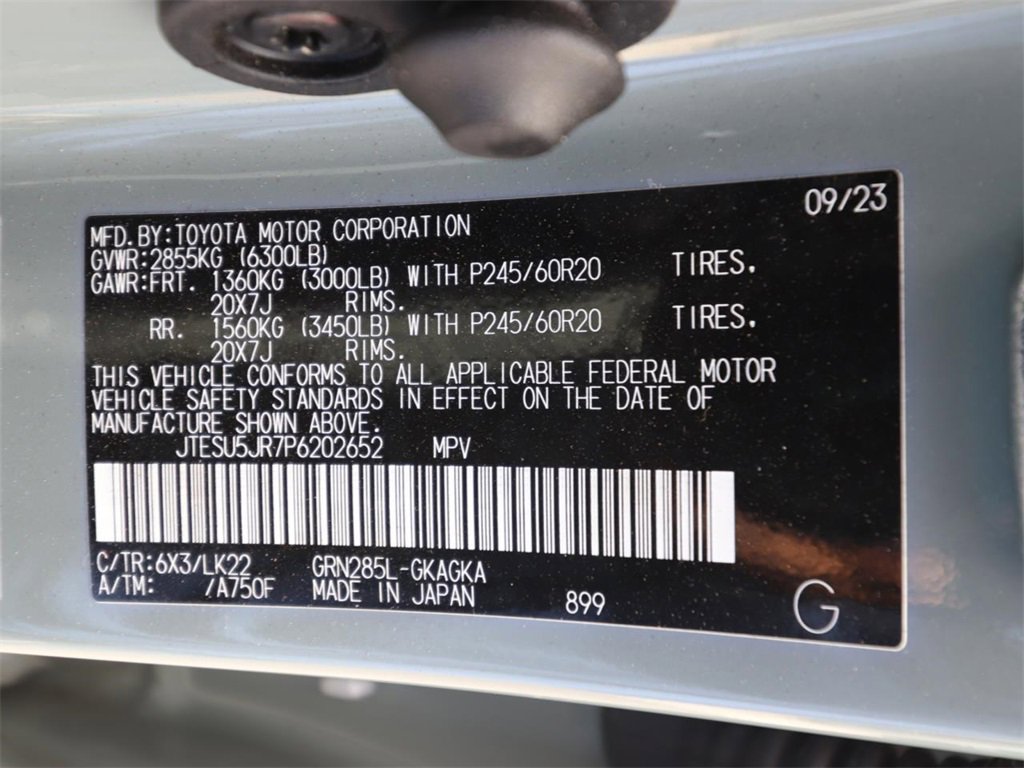 09/23
MFD.BY:TOYOTA MOTOR CORPORATION
GVWR:2855KG (6300LB)
GAWR:FRT. 1360KG (3000LB) WITH P245/60R20 TIRES.
20X7J RIMS.
RR. 1560KG (3450LB) WITH P245/60R20 TIRES.
20X7J RIMS.
THIS VEHICLE CONFORMS TO ALL APPLICABLE FEDERAL MOTOR
VEHICLE SAFETY STANDARDS IN EFFECT ON THE DATE OF
MANUFACTURE SHOWN ABOVE.
JTESU5JR7P6202652 MPV
C/TR:6X3/LK22 GRN285L-GKAGKA
A/TM: /A750F MADE IN JAPAN 899 G